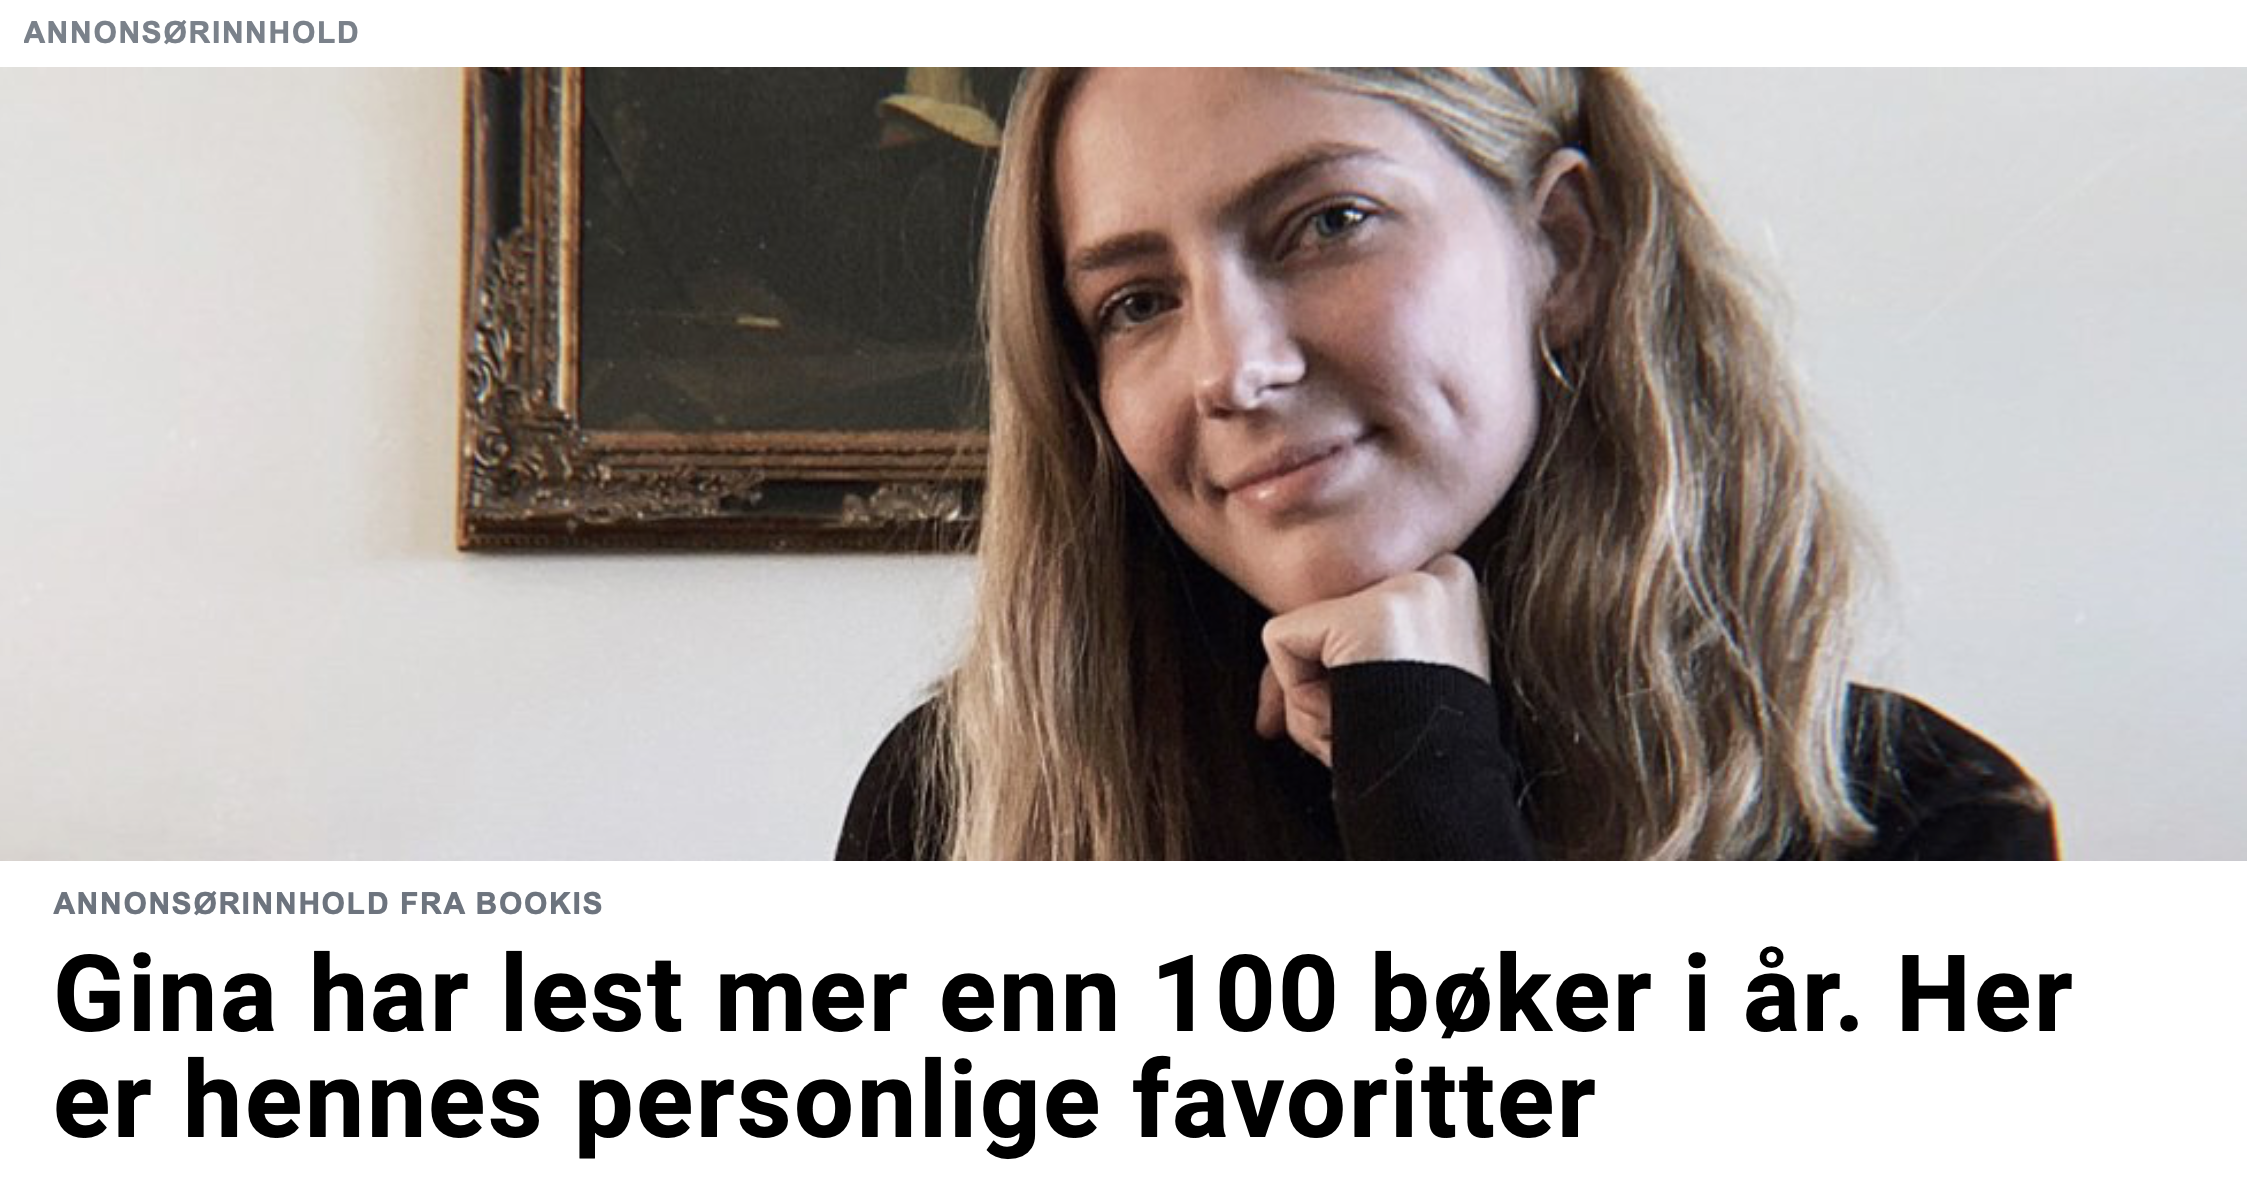 ANNONSØRINNHOLD
ANNONSØRINNHOLD FRA BOOKIS
Gina har lest mer enn 100 bøker i år. Her
er hennes personlige favoritter